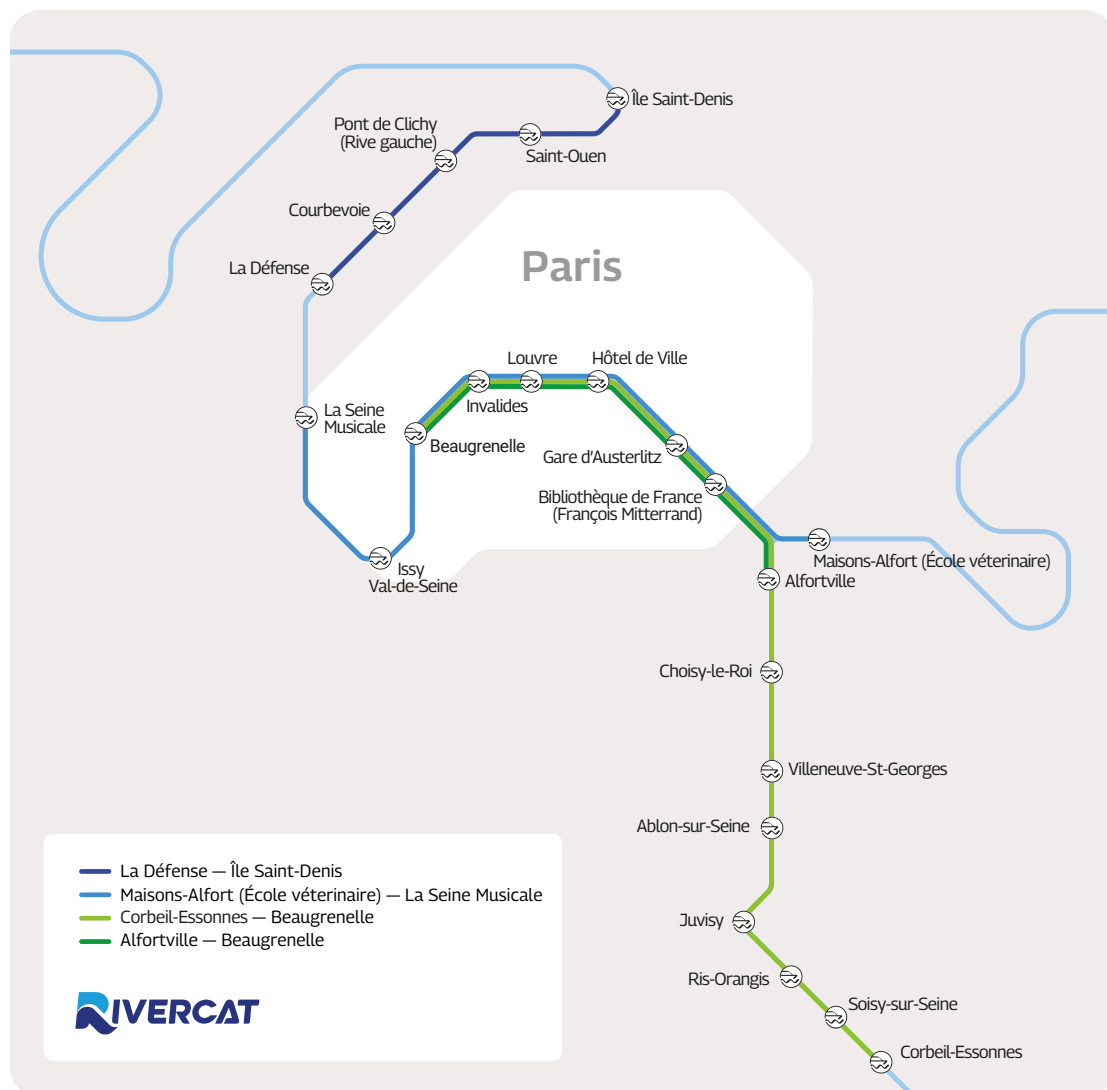 Île Saint-Denis
Pont de Clichy
(Rive gauche)
Saint-Ouen
Courbevoie
La Défense
Paris
Louvre
Hôtel de Ville
Invalides
La Seine
Musicale
Beaugrenelle
Gare d'Austerlitz
Bibliothèque de France
(François Mitterrand)
Issy
Val-de-Seine
Maisons-Alfort (École véterinaire)
Alfortville
Choisy-le-Roi
Villeneuve-St-Georges
Ablon-sur-Seine
Juvisy
Ris-Orangis
Soisy-sur-Seine
Corbeil-Essonnes
La Défense — Île Saint-Denis
Maisons-Alfort (École véterinaire) — La Seine Musicale
Corbeil-Essonnes — Beaugrenelle
Alfortville — Beaugrenelle
RIVERCAT